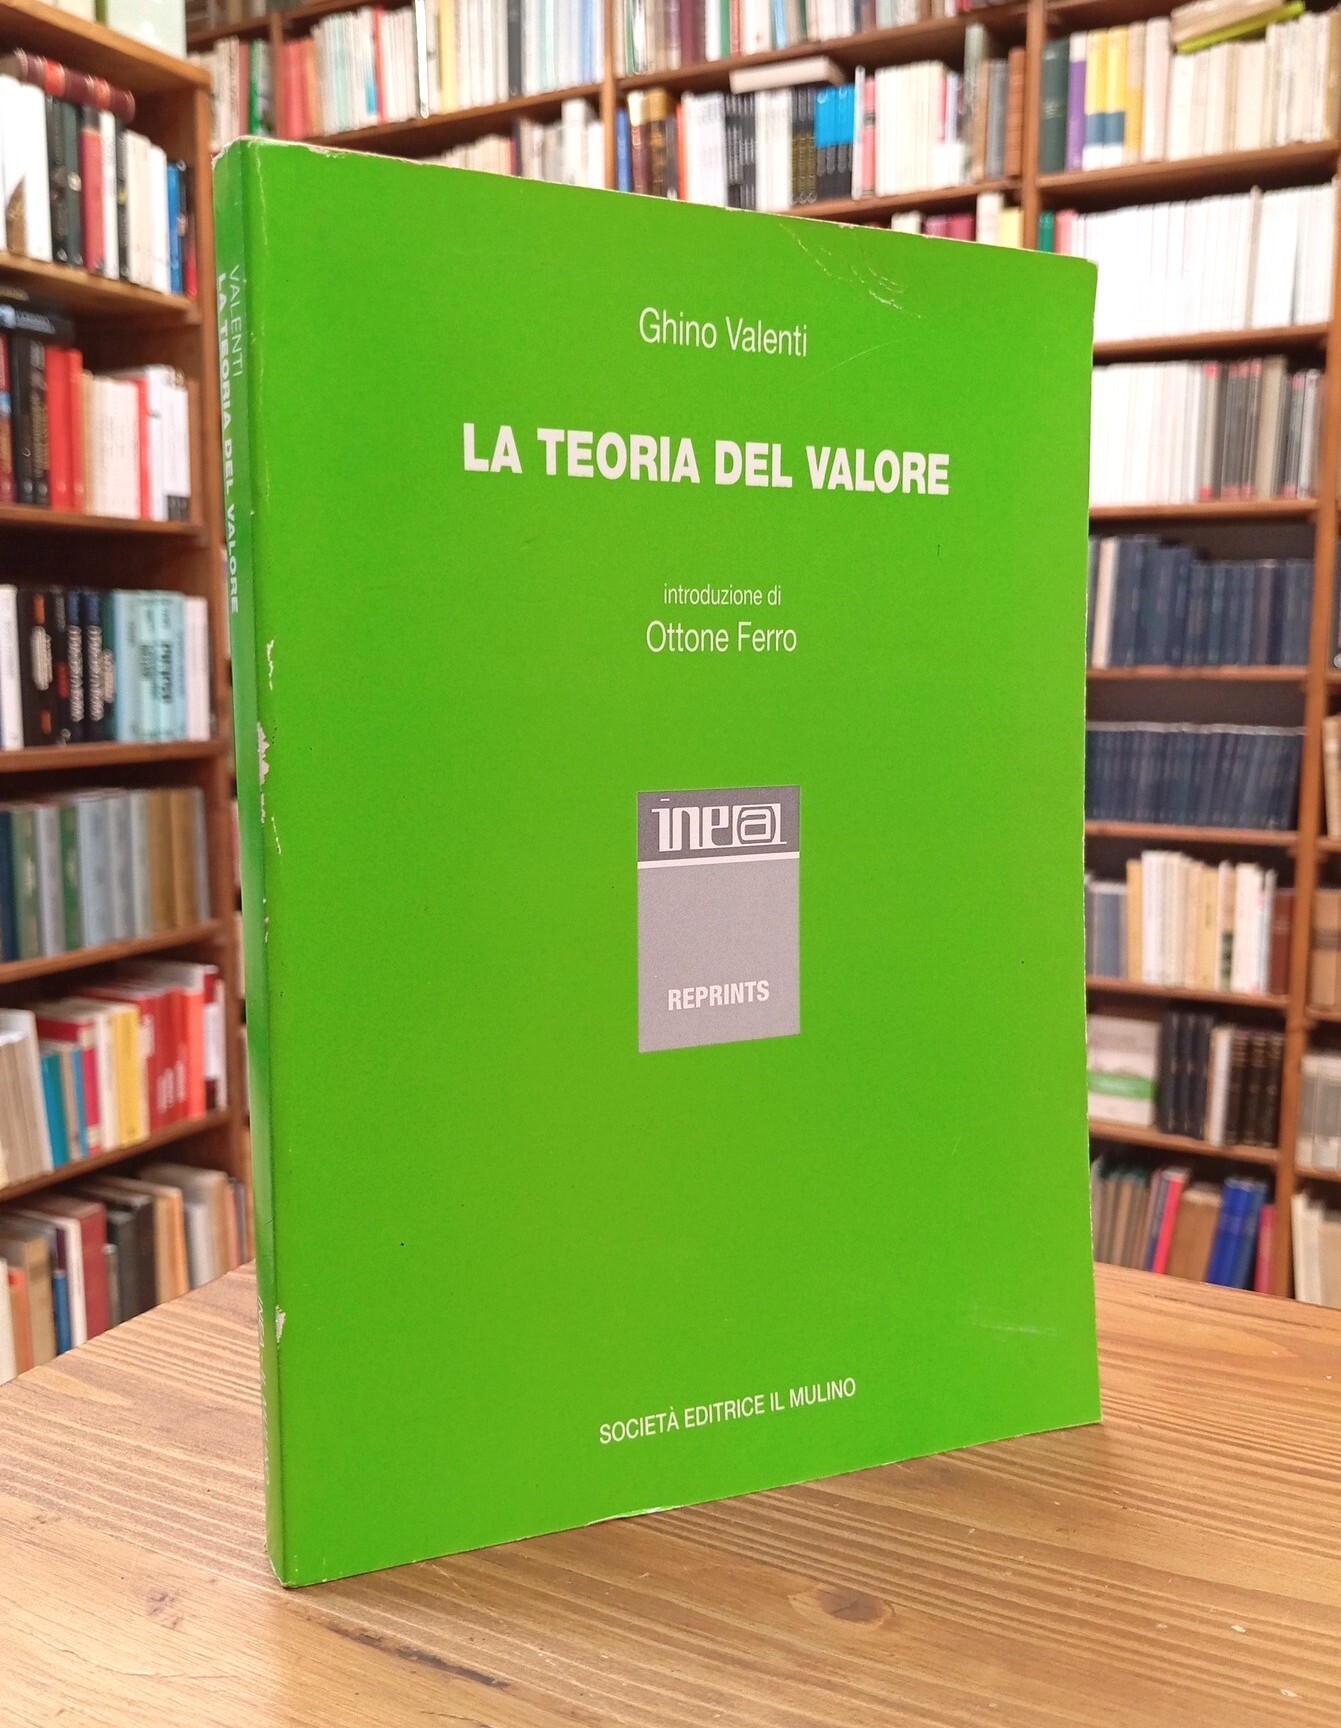 Ghino Valenti
LA TEORIA DEL VALORE
introduzione di
Ottone Ferro
inea
REPRINTS
SOCIETÀ EDITRICE IL MULINO
VALENTI
LA TEORIA DEL VALORE